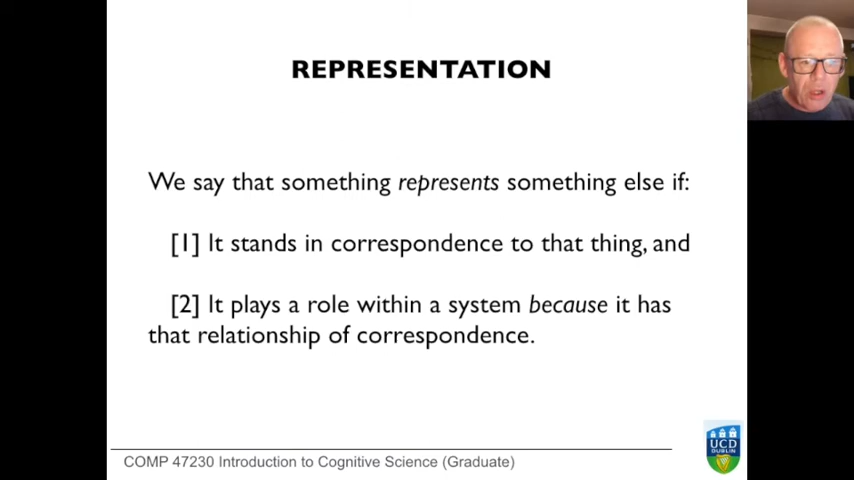 REPRESENTATION
We say that something represents something else if:
[1] It stands in correspondence to that thing, and
[2] It plays a role within a system because it has
that relationship of correspondence.
COMP 47230 Introduction to Cognitive Science (Graduate)
UCD
DUBLIN